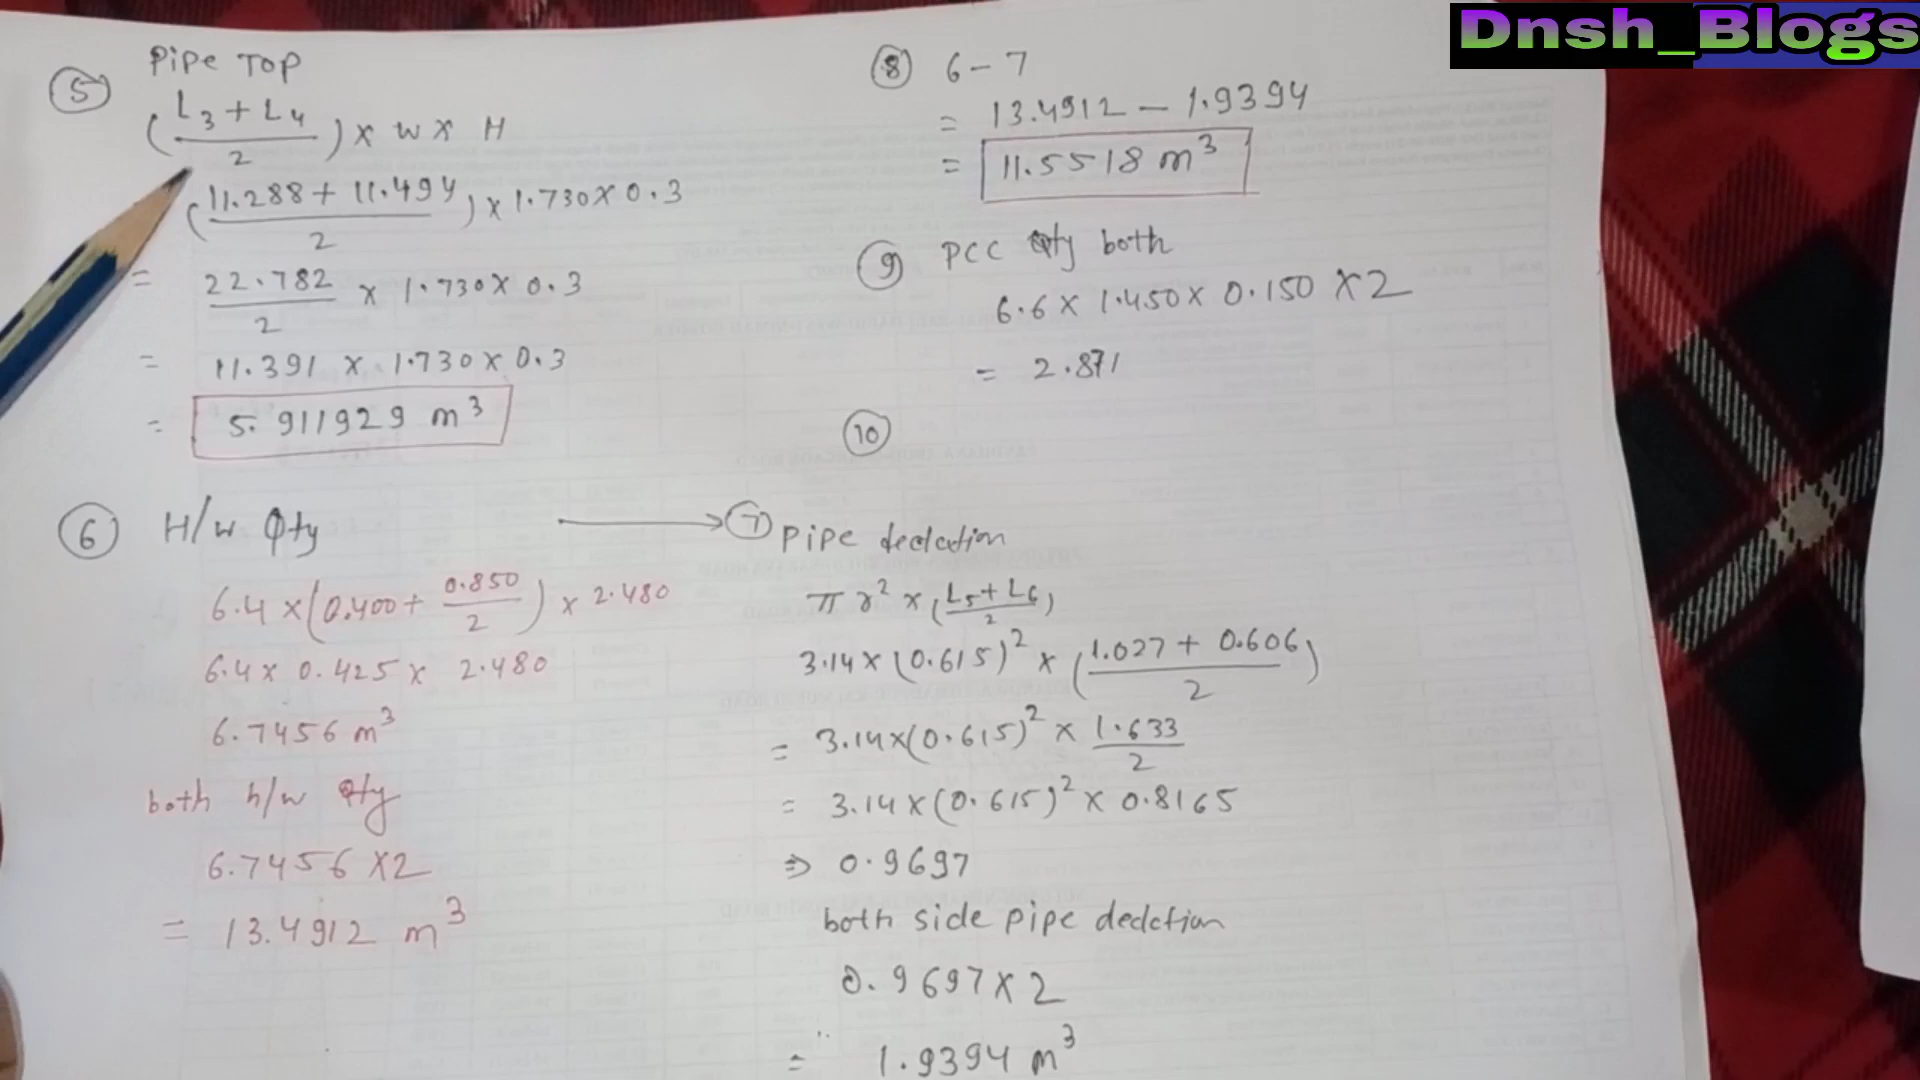 Dnsh_Blogs
(5) Pipe Top
(L3 + L4 / 2) x w x H
(11.288 + 11.494 / 2) x 1.730 x 0.3
= 22.782 / 2 x 1.730 x 0.3
= 11.391 x 1.730 x 0.3
= 5.911929 m³
(6) H/w Qty
6.4 x (0.400 + 0.850 / 2) x 2.480
6.4 x 0.425 x 2.480
6.7456 m³
both h/w Qty
6.7456 x 2
= 13.4912 m³
(7) Pipe dedcation
π r² x (L5 + L6 / 2)
3.14 x (0.615)² x (1.027 + 0.606 / 2)
= 3.14 x (0.615)² x 1.633 / 2
= 3.14 x (0.615)² x 0.8165
⇒ 0.9697
both side pipe dedction
0.9697 x 2
= 1.9394 m³
(8) 6 - 7
= 13.4912 - 1.9394
= 11.5518 m³
(9) PCC Qty both
6.6 x 1.450 x 0.150 x 2
= 2.871
(10)